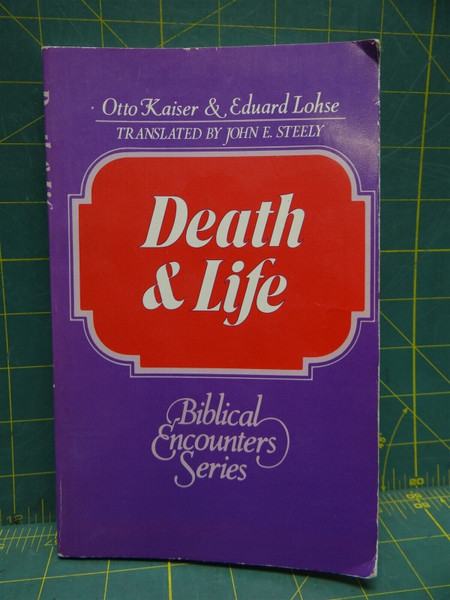 Otto Kaiser & Eduard Lohse
TRANSLATED BY JOHN E. STEELY
Death
& Life
Biblical
Encounters
Series